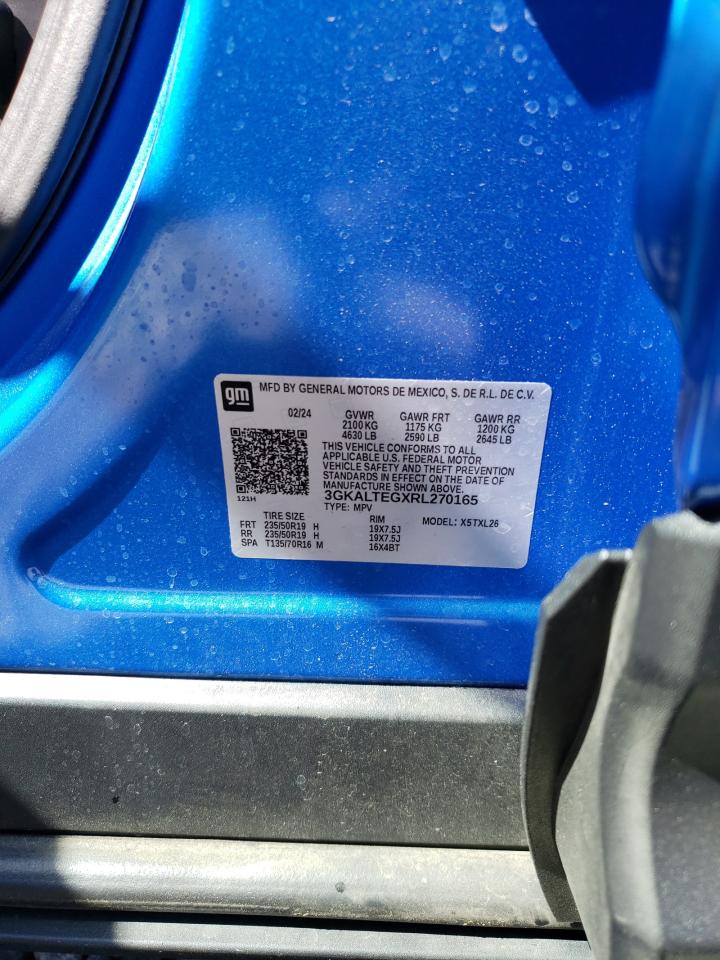 gm MFD BY GENERAL MOTORS DE MEXICO, S. DE R.L. DE C.V.
02/24 GVWR GAWR FRT GAWR RR
2100 KG 1175 KG 1200 KG
4630 LB 2590 LB 2645 LB
THIS VEHICLE CONFORMS TO ALL
APPLICABLE U.S. FEDERAL MOTOR
VEHICLE SAFETY AND THEFT PREVENTION
STANDARDS IN EFFECT ON THE DATE OF
MANUFACTURE SHOWN ABOVE.
121H 3GKALTEGXRL270165
TYPE: MPV
TIRE SIZE RIM MODEL: X5TXL26
FRT 235/50R19 H 19X7.5J
RR 235/50R19 H 19X7.5J
SPA T135/70R16 M 16X4BT